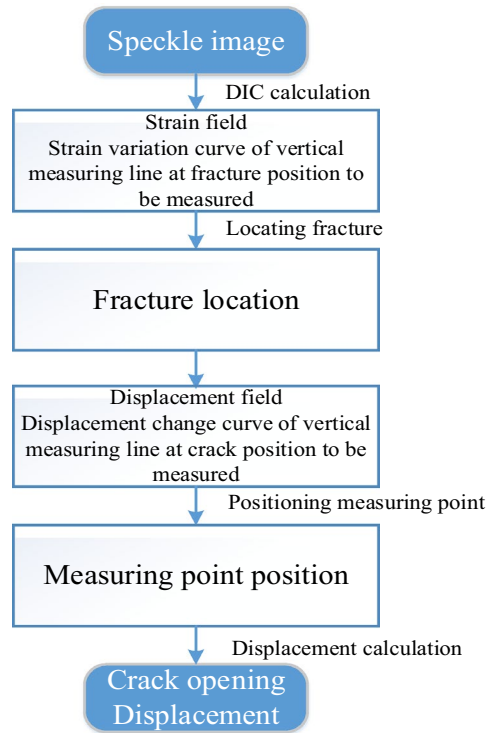 Speckle image
DIC calculation
Strain field
Strain variation curve of vertical
measuring line at fracture position to
be measured
Locating fracture
Fracture location
Displacement field
Displacement change curve of vertical
measuring line at crack position to be
measured
Positioning measuring point
Measuring point position
Displacement calculation
Crack opening
Displacement